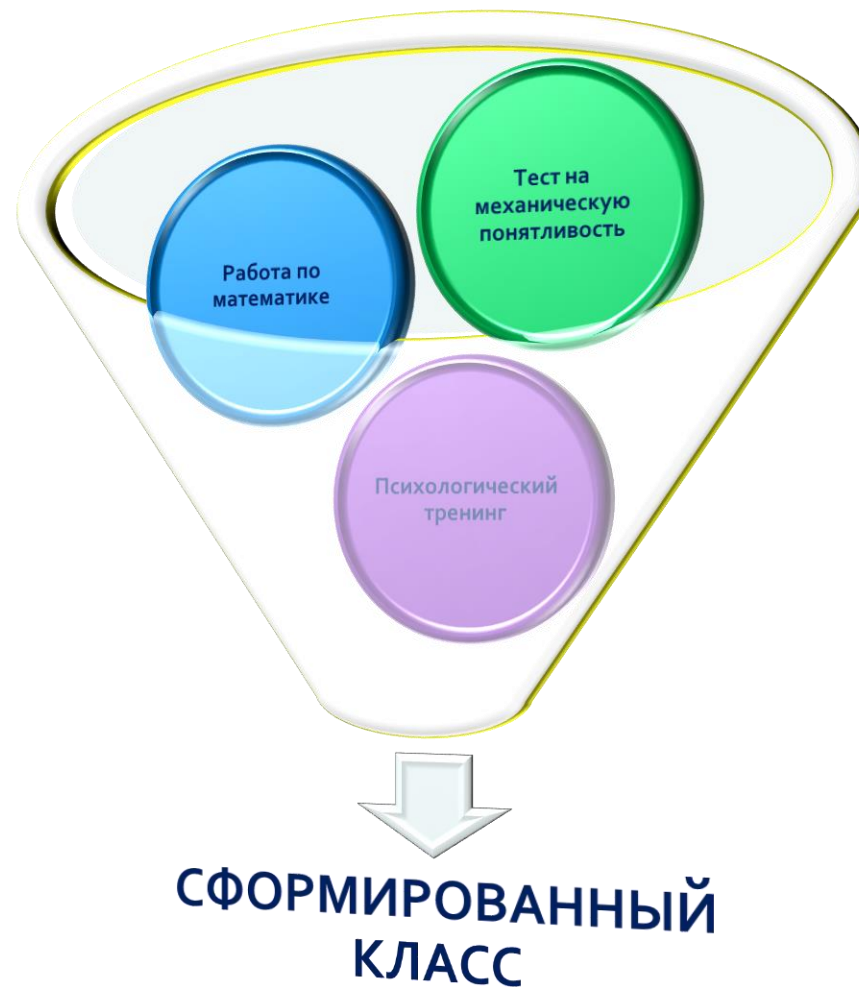 Тест на
механическую
понятливость
Работа по
математике
Психологический
тренинг
СФОРМИРОВАННЫЙ
КЛАСС